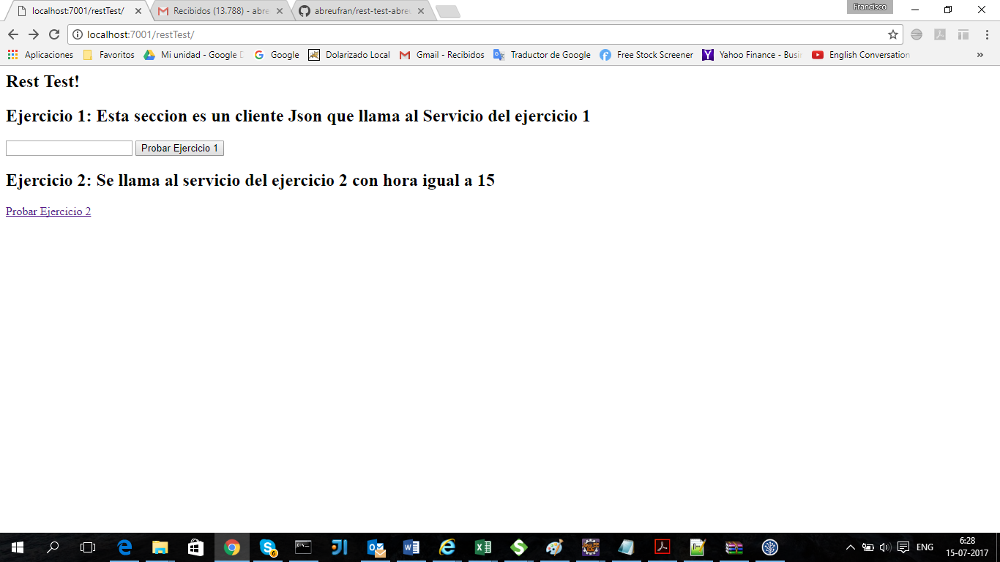 localhost:7001/restTest/
Recibidos (13.788) - abre
abreufran/rest-test-abreu
Francisco
localhost:7001/restTest/
Aplicaciones
Favoritos
Mi unidad - Google D
Google
Dolarizado Local
Gmail - Recibidos
Traductor de Google
Free Stock Screener
Yahoo Finance - Busi
English Conversation
Rest Test!
Ejercicio 1: Esta seccion es un cliente Json que llama al Servicio del ejercicio 1
Probar Ejercicio 1
Ejercicio 2: Se llama al servicio del ejercicio 2 con hora igual a 15
Probar Ejercicio 2
6
ENG
6:28
15-07-2017